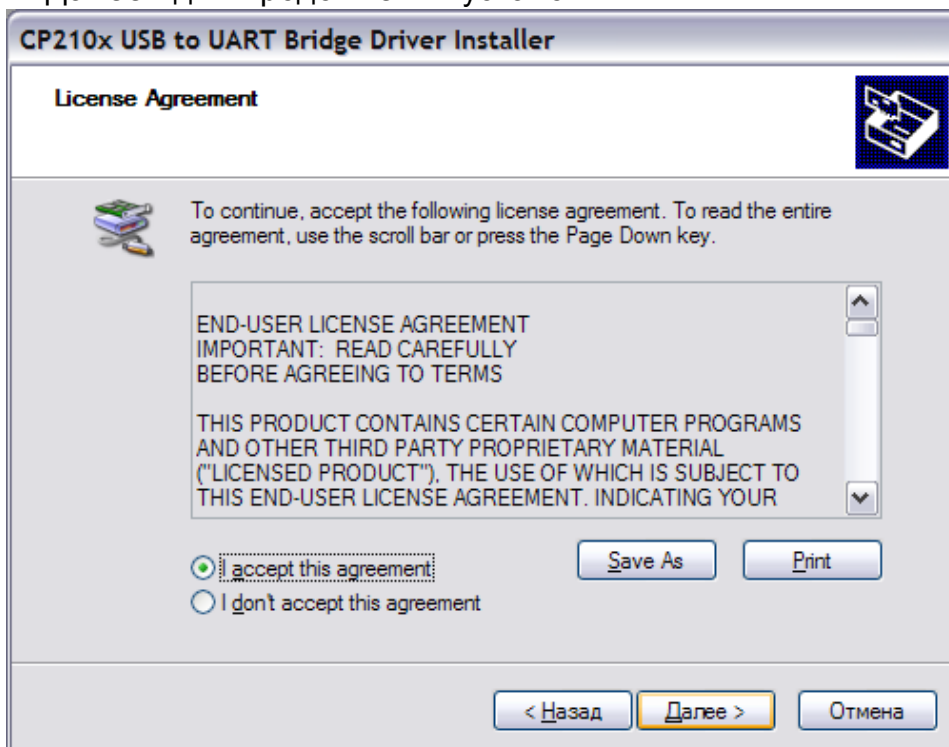 CP210x USB to UART Bridge Driver Installer
License Agreement
To continue, accept the following license agreement. To read the entire
agreement, use the scroll bar or press the Page Down key.
END-USER LICENSE AGREEMENT
IMPORTANT:  READ CAREFULLY
BEFORE AGREEING TO TERMS
THIS PRODUCT CONTAINS CERTAIN COMPUTER PROGRAMS
AND OTHER THIRD PARTY PROPRIETARY MATERIAL
("LICENSED PRODUCT"), THE USE OF WHICH IS SUBJECT TO
THIS END-USER LICENSE AGREEMENT. INDICATING YOUR
I accept this agreement
Save As
Print
I don't accept this agreement
< Назад
Далее >
Отмена